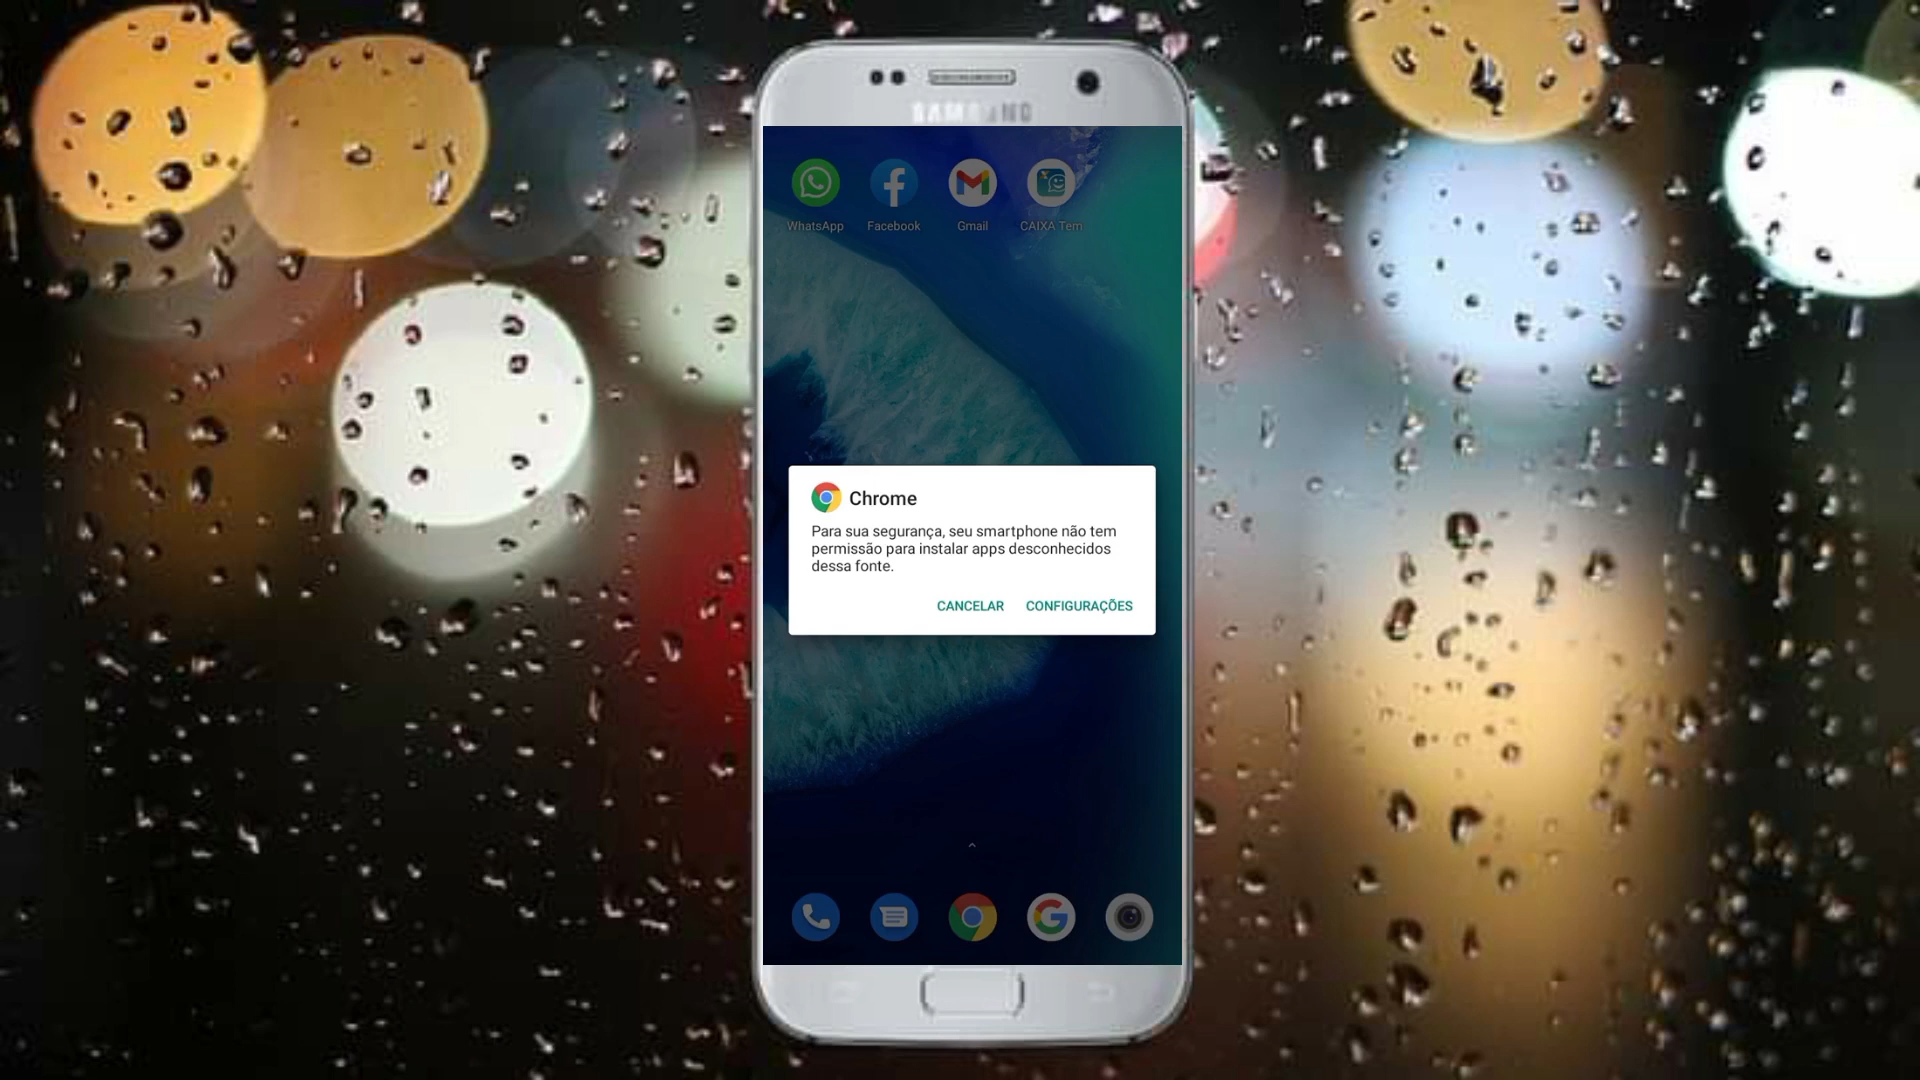 WhatsApp
Facebook
Gmail
CAIXA Tem
Chrome
Para sua segurança, seu smartphone não tem
permissão para instalar apps desconhecidos
dessa fonte.
CANCELAR
CONFIGURAÇÕES